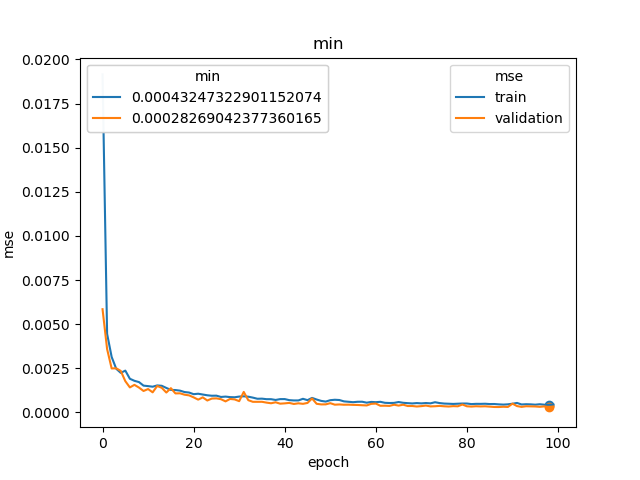 min
0.0200
0.0175
0.0150
0.0125
0.0100
0.0075
0.0050
0.0025
0.0000
mse
min
0.00043247322901152074
0.00028269042377360165
mse
train
validation
0 20 40 60 80 100
epoch